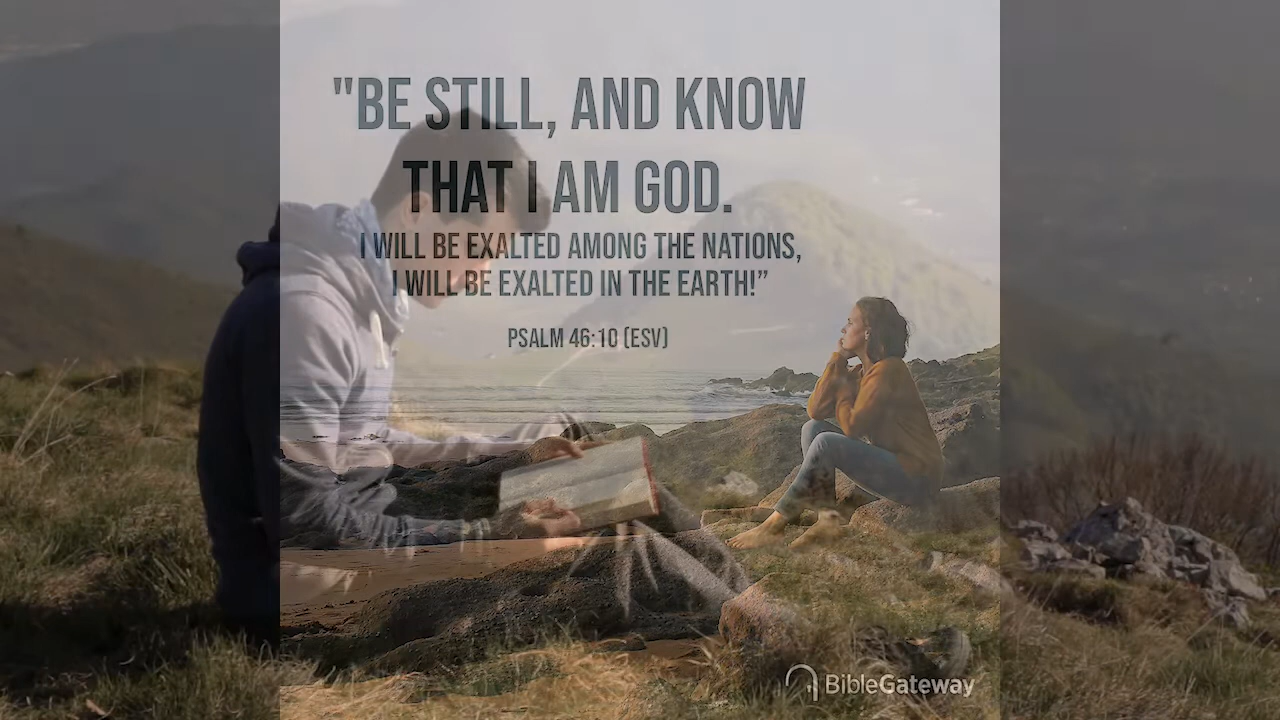 "BE STILL, AND KNOW
THAT I AM GOD.
I WILL BE EXALTED AMONG THE NATIONS,
I WILL BE EXALTED IN THE EARTH!”
PSALM 46:10 (ESV)
BibleGateway